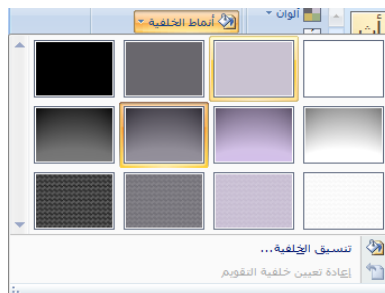 ألوان
أنماط الخلفية
تنسيق الخلفية...
إعادة تعيين خلفية التقويم